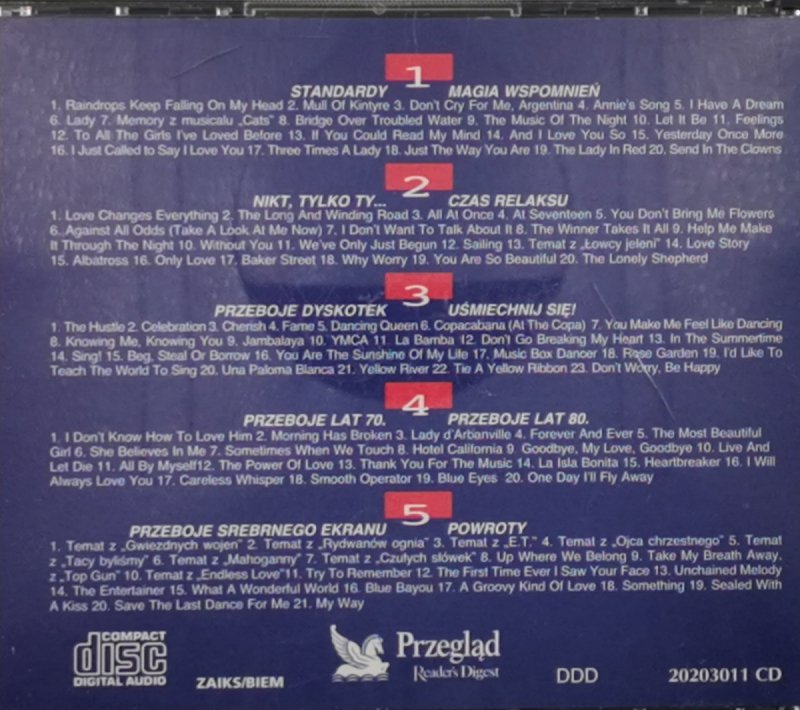 1
STANDARDY MAGIA WSPOMNIEŃ
1. Raindrops Keep Falling On My Head 2. Mull Of Kintyre 3. Don't Cry For Me, Argentina 4. Annie's Song 5. I Have A Dream
6. Lady 7. Memory z musicalu „Cats" 8. Bridge Over Troubled Water 9. The Music Of The Night 10. Let It Be 11. Feelings
12. To All The Girls I've Loved Before 13. If You Could Read My Mind 14. And I Love You So 15. Yesterday Once More
16. I Just Called to Say I Love You 17. Three Times A Lady 18. Just The Way You Are 19. The Lady In Red 20. Send In The Clowns
2
NIKT, TYLKO TY... CZAS RELAKSU
1. Love Changes Everything 2. The Long And Winding Road 3. All At Once 4. At Seventeen 5. You Don't Bring Me Flowers
6. Against All Odds (Take A Look At Me Now) 7. I Don't Want To Talk About It 8. The Winner Takes It All 9. Help Me Make
It Through The Night 10. Without You 11. We've Only Just Begun 12. Sailing 13. Temat z „Łowcy jeleni" 14. Love Story
15. Albatross 16. Only Love 17. Baker Street 18. Why Worry 19. You Are So Beautiful 20. The Lonely Shepherd
3
PRZEBOJE DYSKOTEK UŚMIECHNIJ SIĘ!
1. The Hustle 2. Celebration 3. Cherish 4. Fame 5. Dancing Queen 6. Copacabana (At The Copa) 7. You Make Me Feel Like Dancing
8. Knowing Me, Knowing You 9. Jambalaya 10. YMCA 11. La Bamba 12. Don't Go Breaking My Heart 13. In The Summertime
14. Sing! 15. Beg, Steal Or Borrow 16. You Are The Sunshine Of My Life 17. Music Box Dancer 18. Rose Garden 19. I'd Like To
Teach The World To Sing 20. Una Paloma Blanca 21. Yellow River 22. Tie A Yellow Ribbon 23. Don't Worry, Be Happy
4
PRZEBOJE LAT 70. PRZEBOJE LAT 80.
1. I Don't Know How To Love Him 2. Morning Has Broken 3. Lady d'Arbanville 4. Forever And Ever 5. The Most Beautiful
Girl 6. She Believes In Me 7. Sometimes When We Touch 8. Hotel California 9. Goodbye, My Love, Goodbye 10. Live And
Let Die 11. All By Myself12. The Power Of Love 13. Thank You For The Music 14. La Isla Bonita 15. Heartbreaker 16. I Will
Always Love You 17. Careless Whisper 18. Smooth Operator 19. Blue Eyes 20. One Day I'll Fly Away
5
PRZEBOJE SREBRNEGO EKRANU POWROTY
1. Temat z „Gwiezdnych wojen" 2. Temat z „Rydwanów ognia" 3. Temat z „E.T." 4. Temat z „Ojca chrzestnego" 5. Temat
z „Tacy byliśmy" 6. Temat z „Mahoganny" 7. Temat z „Czułych słówek" 8. Up Where We Belong 9. Take My Breath Away,
z „Top Gun" 10. Temat z „Endless Love"11. Try To Remember 12. The First Time Ever I Saw Your Face 13. Unchained Melody
14. The Entertainer 15. What A Wonderful World 16. Blue Bayou 17. A Groovy Kind Of Love 18. Something 19. Sealed With
A Kiss 20. Save The Last Dance For Me 21. My Way
COMPACT
disc
DIGITAL AUDIO
ZAIKS/BIEM
Przegląd
Reader's Digest
DDD
20203011 CD